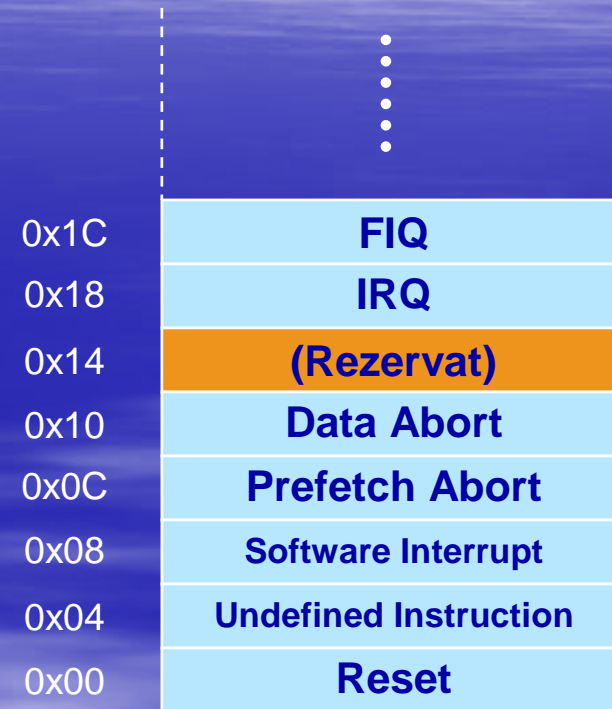 0x1C FIQ
0x18 IRQ
0x14 (Rezervat)
0x10 Data Abort
0x0C Prefetch Abort
0x08 Software Interrupt
0x04 Undefined Instruction
0x00 Reset